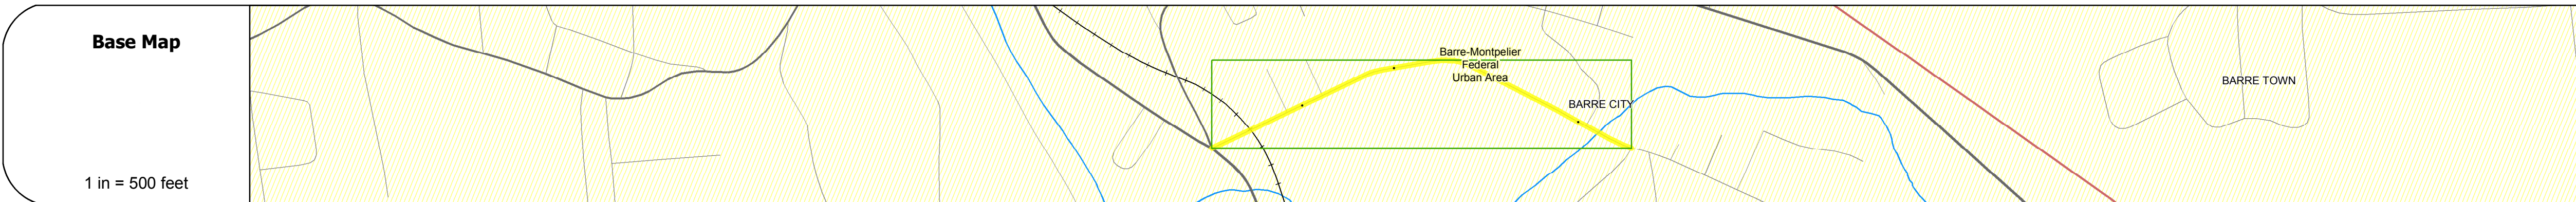 Base Map
1 in = 500 feet
Barre-Montpelier
Federal
Urban Area
BARRE CITY
BARRE TOWN